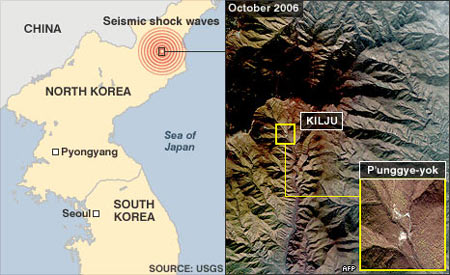 Seismic shock waves
CHINA
NORTH KOREA
Sea of
Japan
Pyongyang
SOUTH
KOREA
Seoul
SOURCE: USGS
October 2006
KILJU
P'unggye-yok
AFP